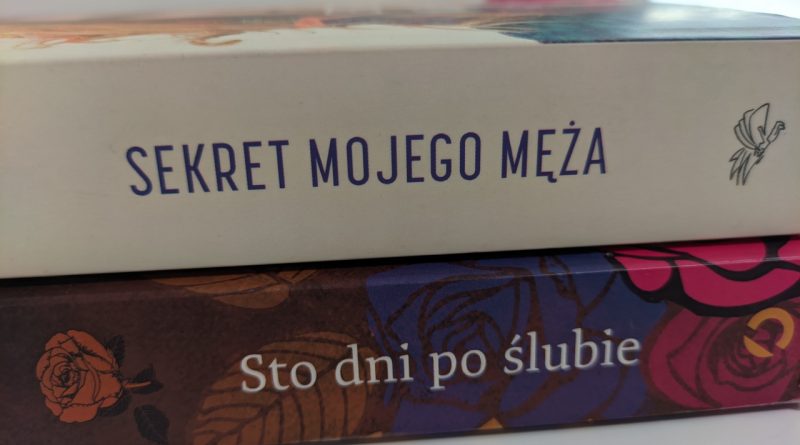 SEKRET MOJEGO MĘŻA
Sto dni po ślubie